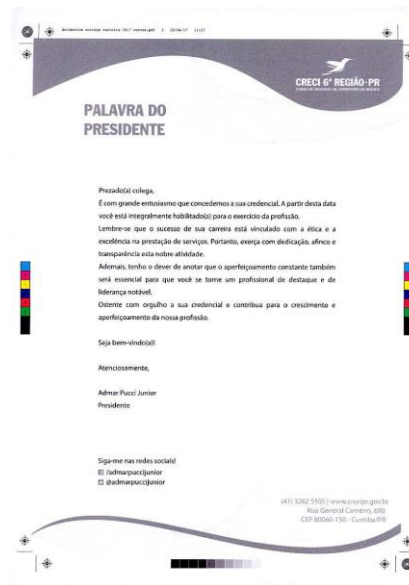 CRECI 6ª REGIÃO-PR
PALAVRA DO
PRESIDENTE
Prezado(a) colega,
É com grande entusiasmo que concedemos a sua credencial. A partir desta data
você está integralmente habilitado(a) para o exercício da profissão.
Lembre-se que o sucesso de sua carreira está vinculado com a ética e a
excelência na prestação de serviços. Portanto, exerça com dedicação, afinco e
transparência esta nobre atividade.
Ademais, tenho o dever de anotar que o aperfeiçoamento constante também
será essencial para que você se torne um profissional de destaque e de
liderança notável.
Ostente com orgulho a sua credencial e contribua para o crescimento e
aperfeiçoamento da nossa profissão.
Seja bem-vindo(a)!
Atenciosamente,
Admar Pucci Junior
Presidente
Siga-me nas redes sociais!
/admarpuccijunior
@admarpuccijunior
(41) 3262 5505 | www.crecipr.gov.br
Rua General Carneiro, 680
CEP 80060-150 - Curitiba/PR